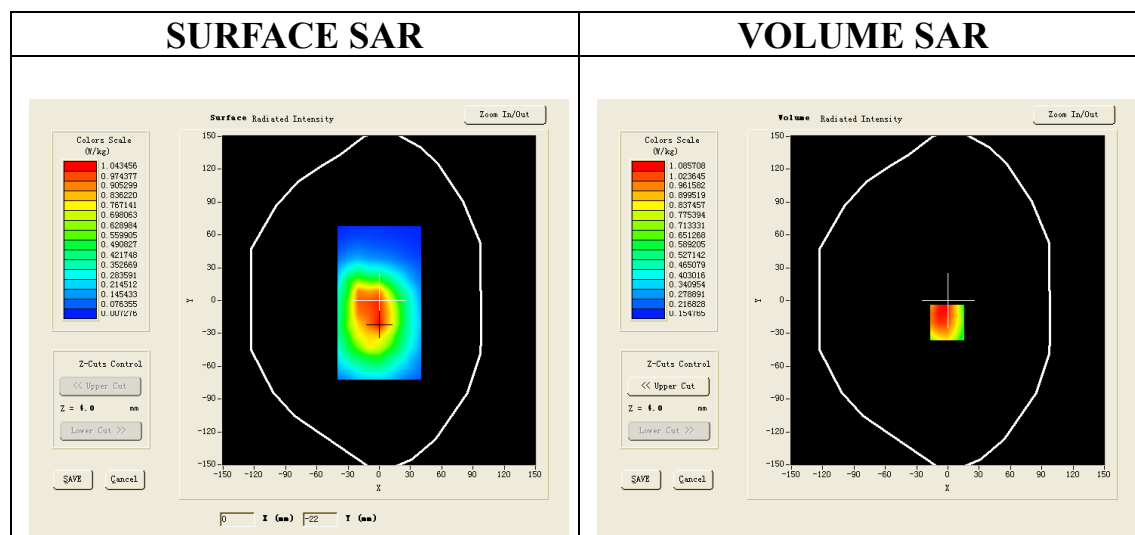 SURFACE SAR
VOLUME SAR
Surface Radiated Intensity
Zoom In/Out
Colors Scale
(W/kg)
1.043456
0.974377
0.905299
0.836220
0.767141
0.698063
0.628984
0.559905
0.490827
0.421748
0.352669
0.283591
0.214512
0.145433
0.076355
0.007276
Z-Cuts Control
<< Upper Cut
Z = 4.0 mm
Lower Cut >>
SAVE
Cancel
150
120
90
60
30
0
-30
-60
-90
-120
-150
Y
-150 -120 -90 -60 -30 0 30 60 90 120 150
X
0 X (mm) -22 Y (mm)
Volume Radiated Intensity
Zoom In/Out
Colors Scale
(W/kg)
1.085708
1.023645
0.961582
0.899519
0.837457
0.775394
0.713331
0.651268
0.589205
0.527142
0.465079
0.403016
0.340954
0.278891
0.216828
0.154765
Z-Cuts Control
<< Upper Cut
Z = 4.0 mm
Lower Cut >>
SAVE
Cancel
150
120
90
60
30
0
-30
-60
-90
-120
-150
Y
-150 -120 -90 -60 -30 0 30 60 90 120 150
X